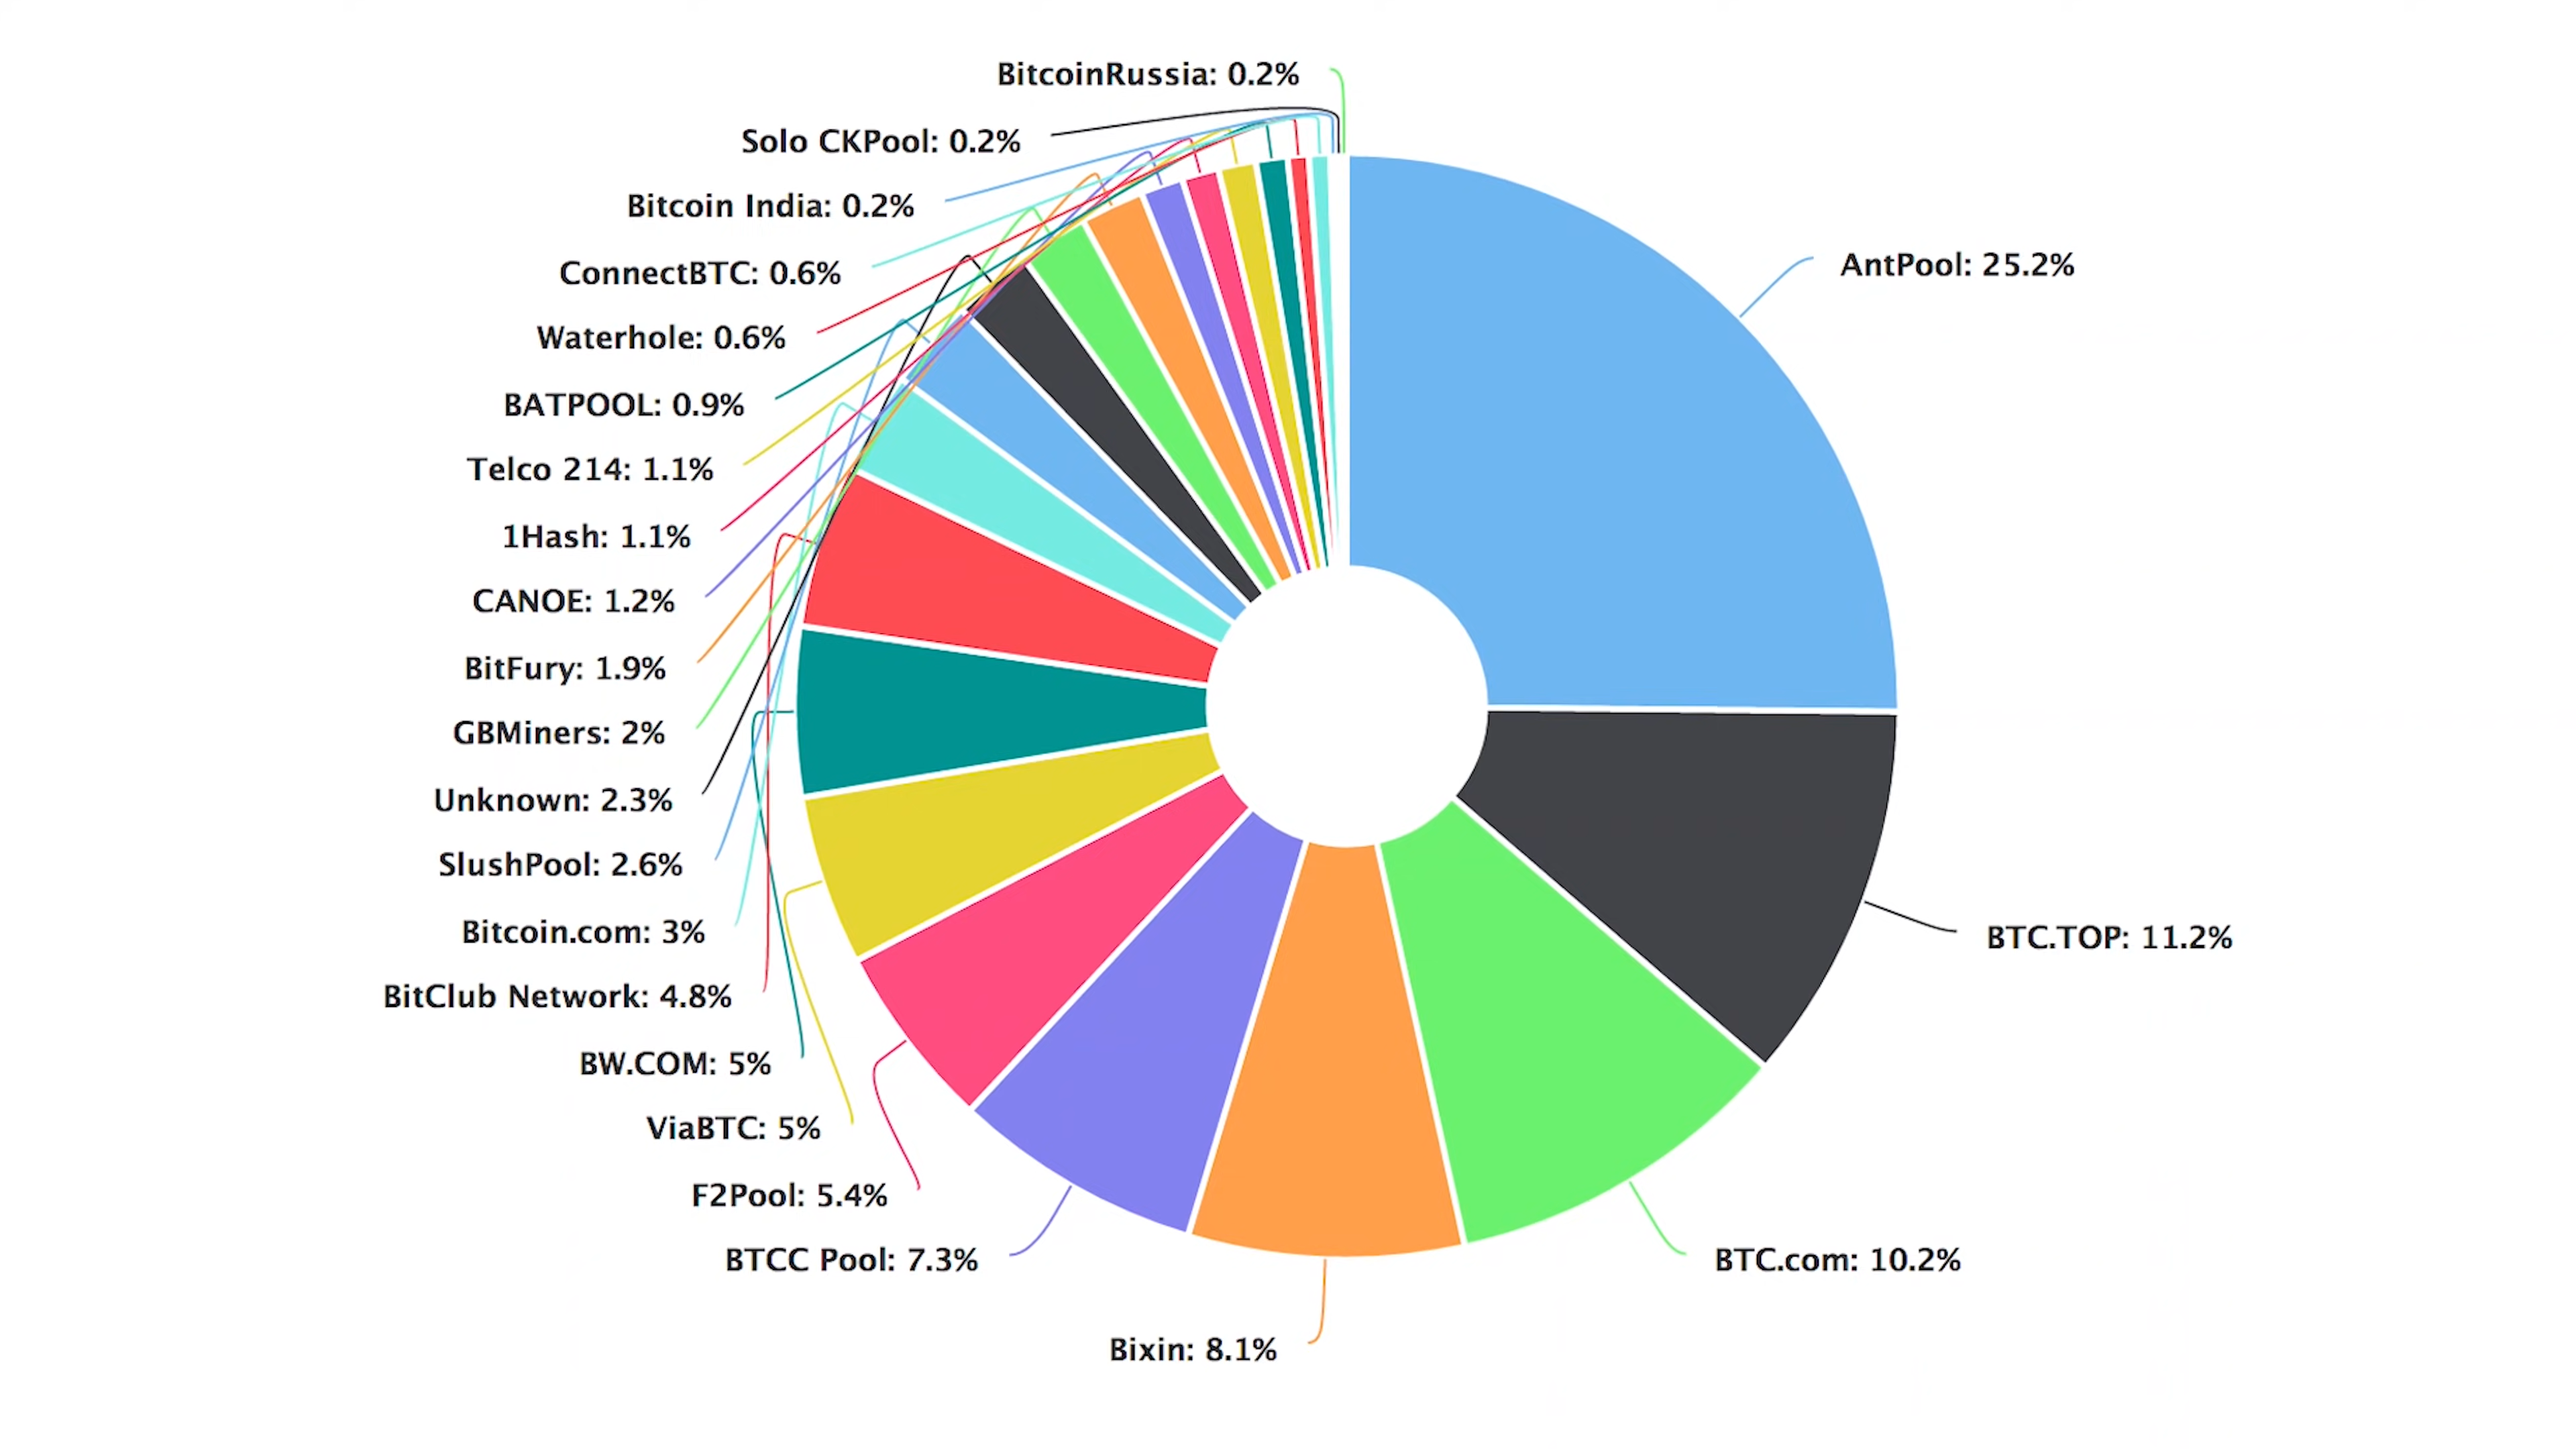 BitcoinRussia: 0.2%
Solo CKPool: 0.2%
Bitcoin India: 0.2%
ConnectBTC: 0.6%
Waterhole: 0.6%
BATPOOL: 0.9%
Telco 214: 1.1%
1Hash: 1.1%
CANOE: 1.2%
BitFury: 1.9%
GBMiners: 2%
Unknown: 2.3%
SlushPool: 2.6%
Bitcoin.com: 3%
BitClub Network: 4.8%
BW.COM: 5%
ViaBTC: 5%
F2Pool: 5.4%
BTCC Pool: 7.3%
Bixin: 8.1%
AntPool: 25.2%
BTC.TOP: 11.2%
BTC.com: 10.2%